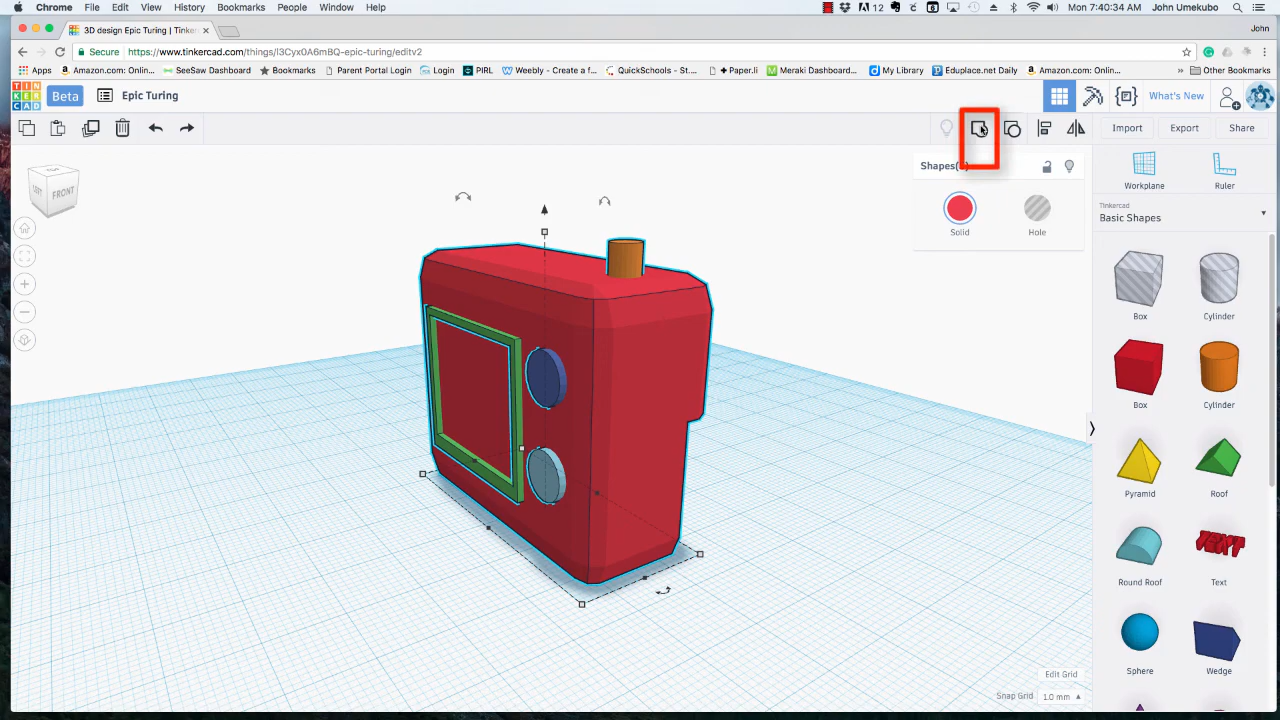 Chrome File Edit View History Bookmarks People Window Help 12 Mon 7:40:34 AM John Umekubo
3D design Epic Turing | Tinker John
Secure https://www.tinkercad.com/things/l3Cyx0A6mBQ-epic-turing/editv2
Apps Amazon.com: Onlin... SeeSaw Dashboard Bookmarks Parent Portal Login Login PIRL Weebly - Create a f... QuickSchools - St.... + Paper.li Meraki Dashboard... My Library Eduplace.net Daily Amazon.com: Onlin... » Other Bookmarks
TIN
KER
CAD
Beta Epic Turing What's New
Import Export Share
LEFT FRONT
Shapes(
Solid Hole
Workplane Ruler
Tinkercad
Basic Shapes
Box Cylinder
Box Cylinder
Pyramid Roof
TEXT
Round Roof Text
Sphere Wedge
Edit Grid
Snap Grid 1.0 mm